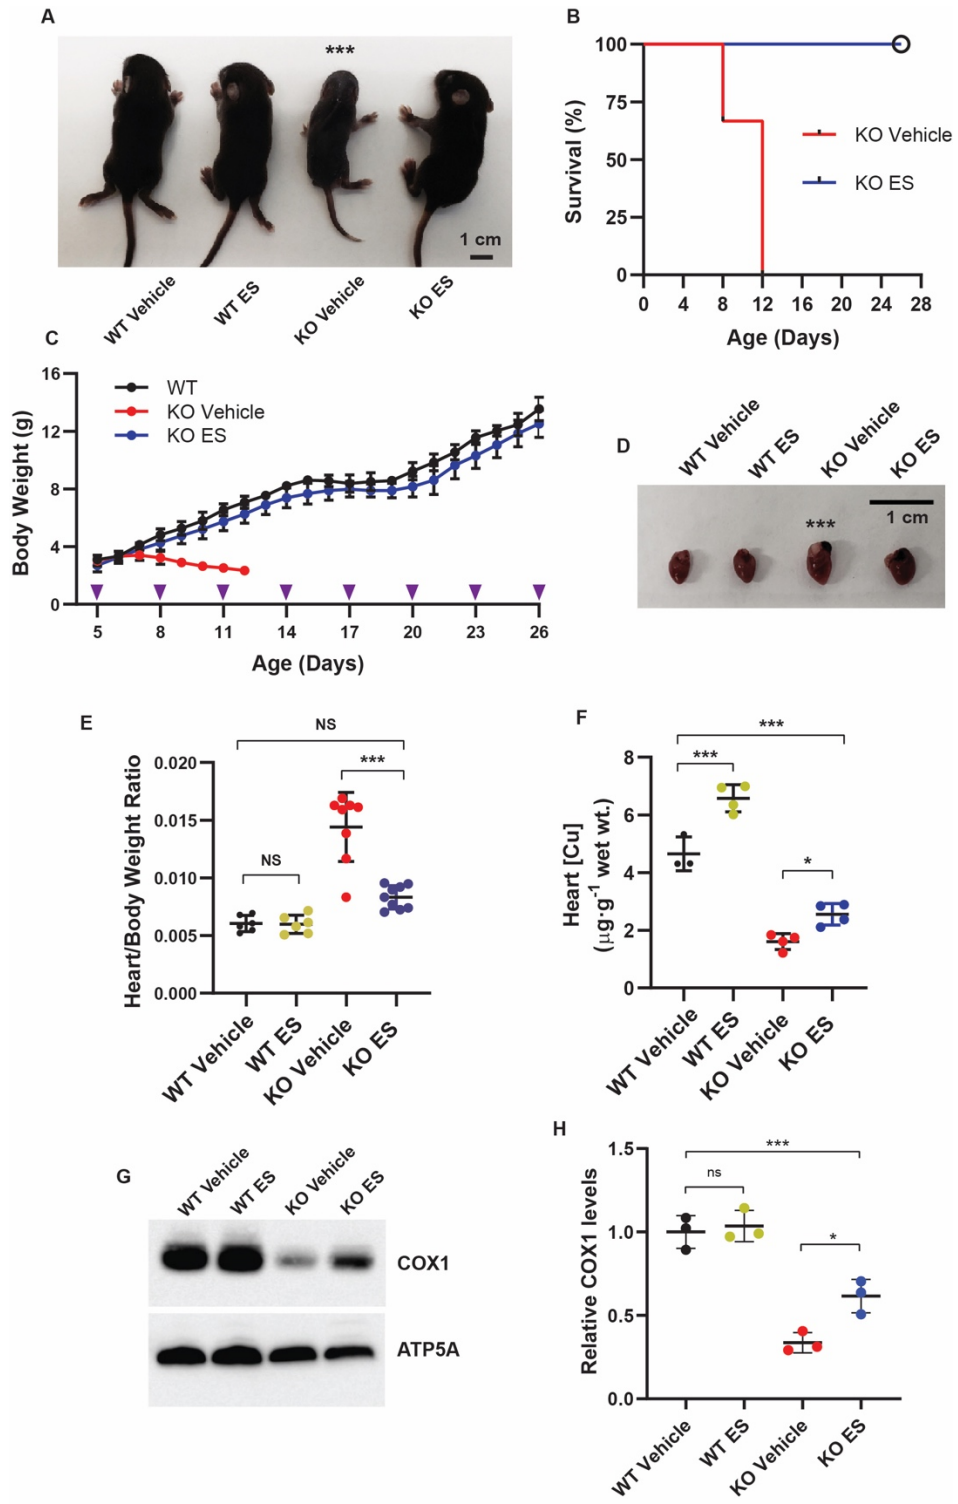 A
***
1 cm
WT Vehicle
WT ES
KO Vehicle
KO ES
B
100
75
50
25
0
Survival (%)
0 4 8 12 16 20 24 28
Age (Days)
KO Vehicle
KO ES
C
16
12
8
4
0
Body Weight (g)
WT
KO Vehicle
KO ES
5 8 11 14 17 20 23 26
Age (Days)
D
WT Vehicle
WT ES
KO Vehicle
KO ES
1 cm
***
E
NS
***
NS
0.020
0.015
0.010
0.005
0.000
Heart/Body Weight Ratio
WT Vehicle
WT ES
KO Vehicle
KO ES
F
***
***
*
8
6
4
2
0
Heart [Cu]
(μg·g⁻¹ wet wt.)
WT Vehicle
WT ES
KO Vehicle
KO ES
G
WT Vehicle
WT ES
KO Vehicle
KO ES
COX1
ATP5A
H
***
ns
*
1.5
1.0
0.5
0.0
Relative COX1 levels
WT Vehicle
WT ES
KO Vehicle
KO ES